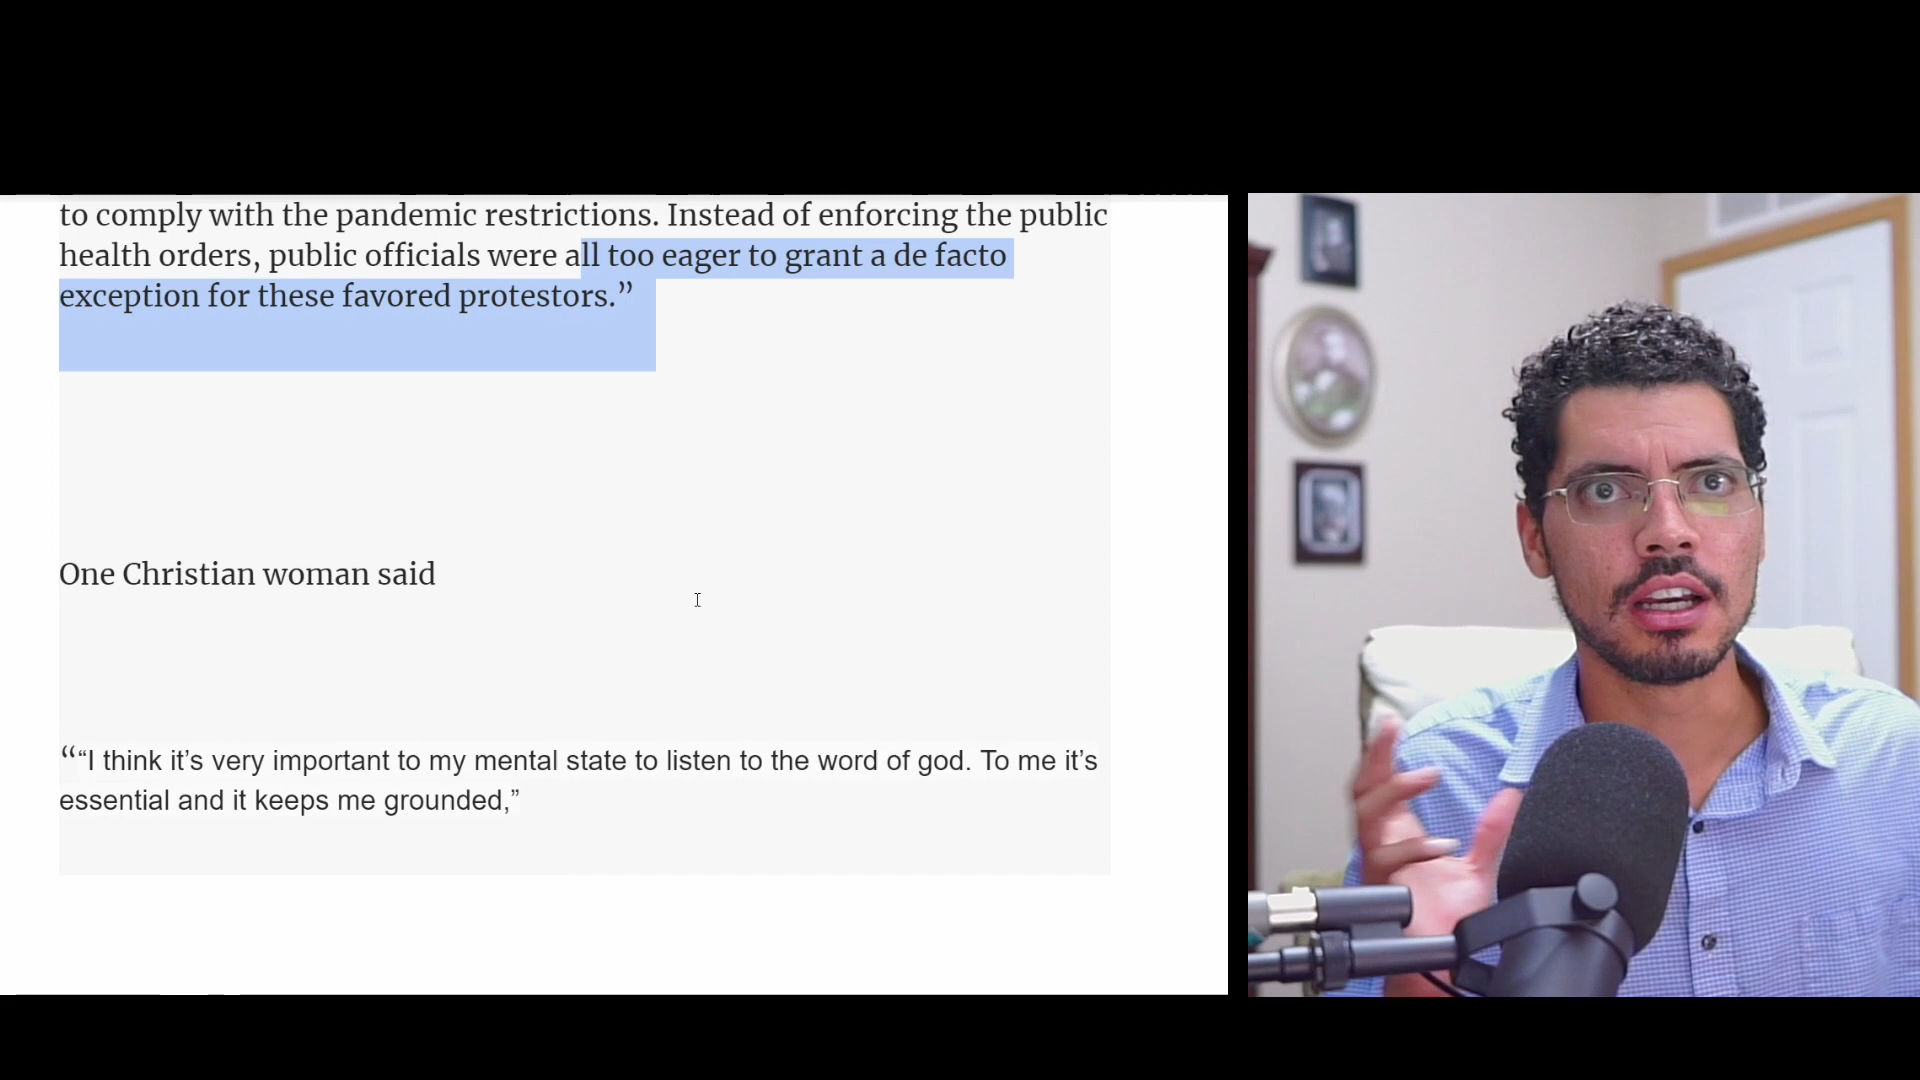 to comply with the pandemic restrictions. Instead of enforcing the public
health orders, public officials were all too eager to grant a de facto
exception for these favored protestors.”
One Christian woman said
““I think it’s very important to my mental state to listen to the word of god. To me it’s
essential and it keeps me grounded,”